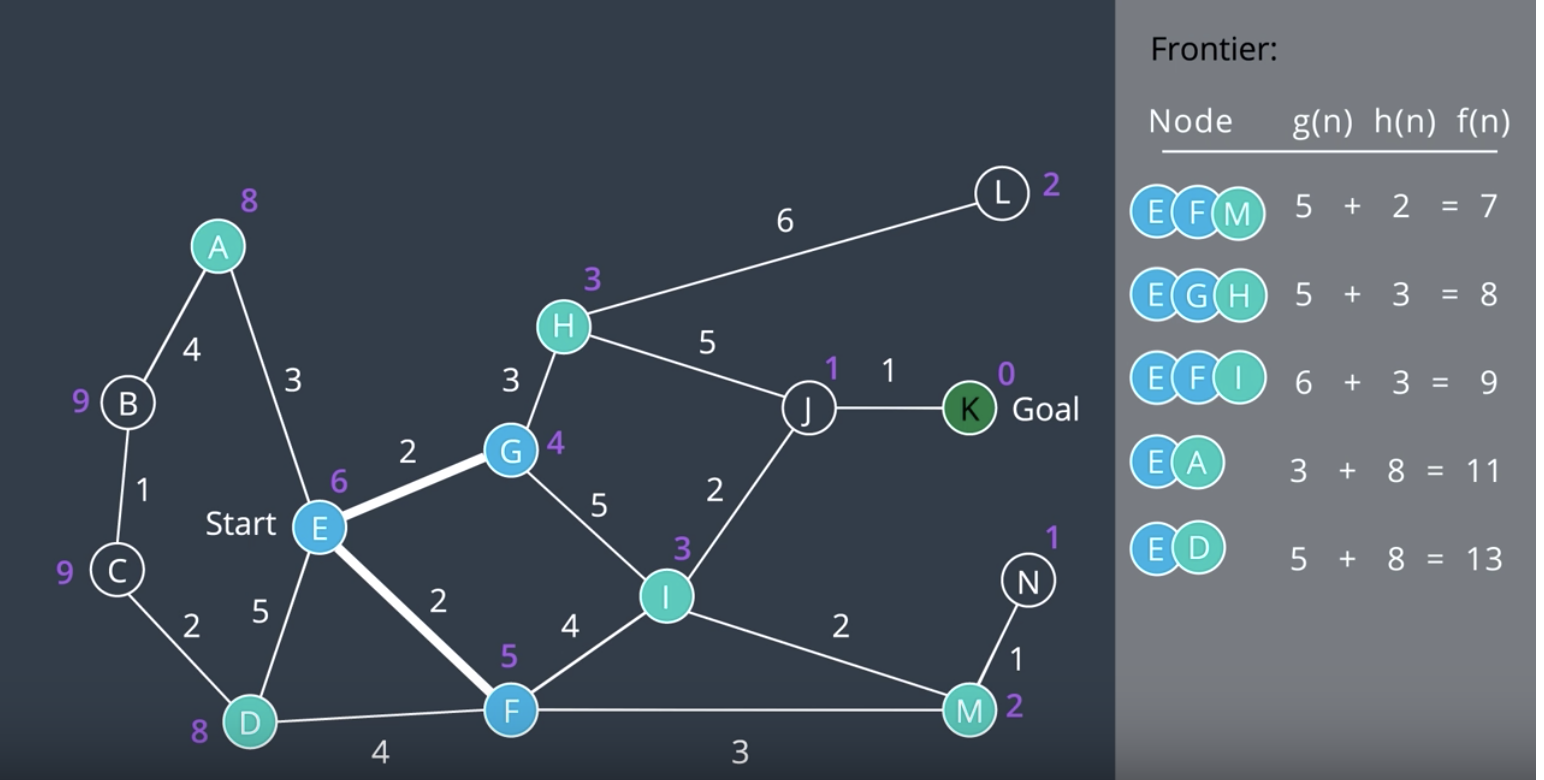 Frontier:
Node g(n) h(n) f(n)
E F M 5 + 2 = 7
E G H 5 + 3 = 8
E F I 6 + 3 = 9
E A 3 + 8 = 11
E D 5 + 8 = 13
L 2
6
8
A
3
H
4
3
5
1
1
0
9
B
3
J
K
Goal
2
G
4
6
1
5
2
Start
E
3
1
9
C
I
N
2
5
2
4
2
5
1
8
D
F
M
2
4
3